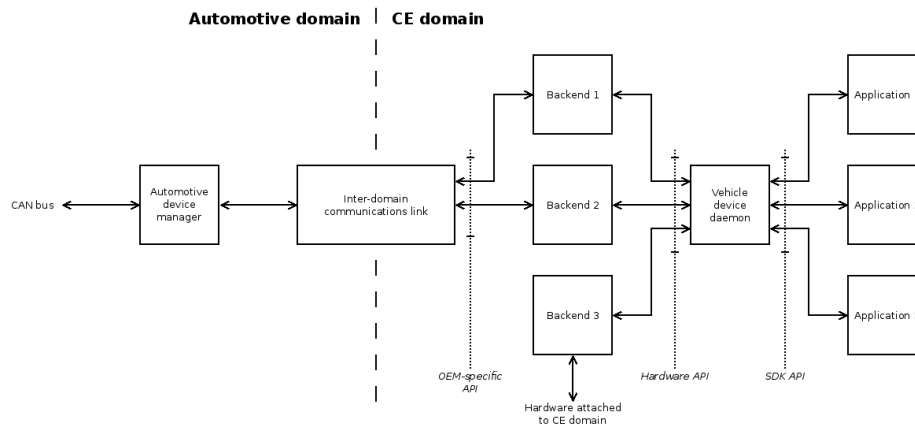 Automotive domain
CE domain
Backend 1
Application
CAN bus
Automotive
device
manager
Inter-domain
communications link
Backend 2
Vehicle
device
daemon
Application
Backend 3
Application
OEM-specific
API
Hardware API
SDK API
Hardware attached
to CE domain